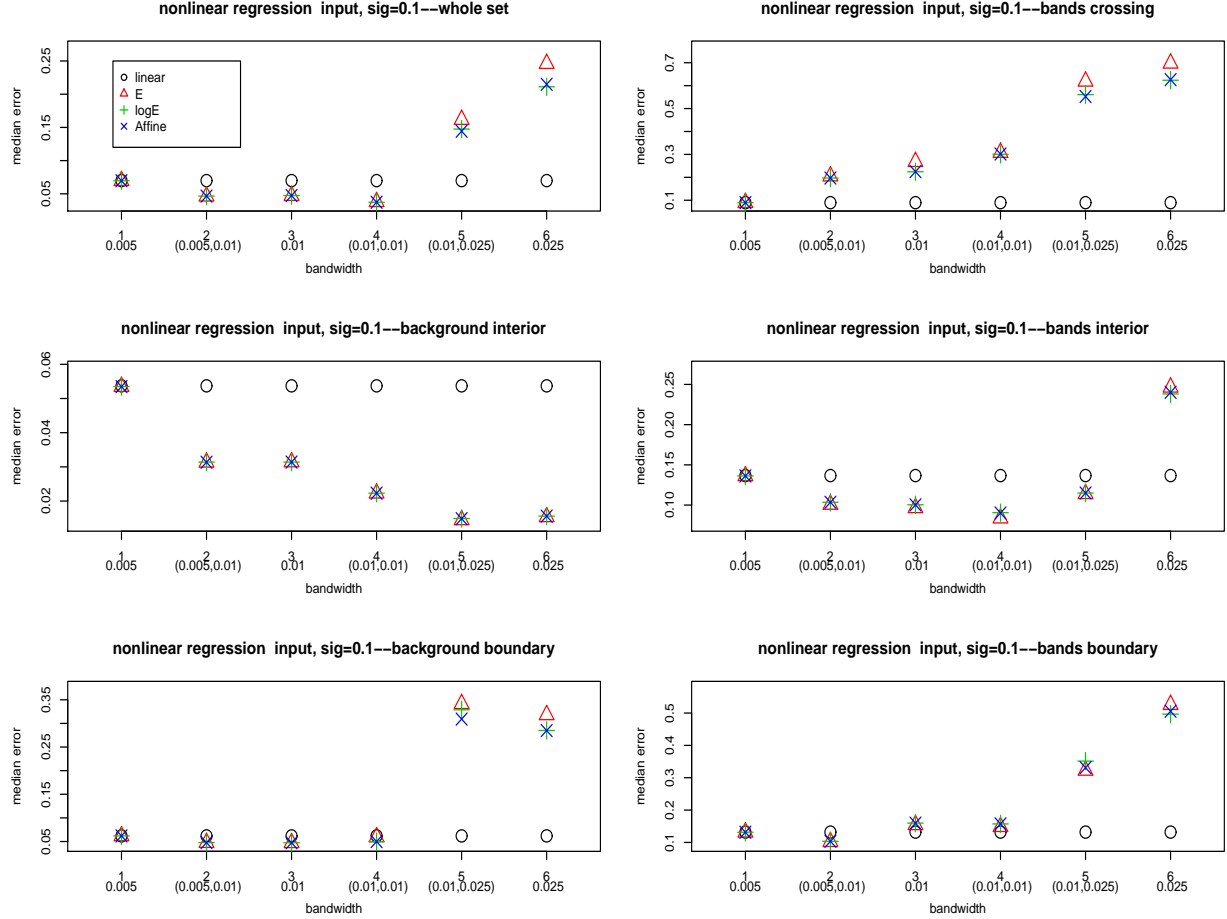 nonlinear regression input, sig=0.1--whole set
median error
0.05
0.15
0.25
linear
E
logE
Affine
1 2 3 4 5 6
0.005 (0.005,0.01) 0.01 (0.01,0.01) (0.01,0.025) 0.025
bandwidth
nonlinear regression input, sig=0.1--bands crossing
median error
0.1
0.3
0.5
0.7
1 2 3 4 5 6
0.005 (0.005,0.01) 0.01 (0.01,0.01) (0.01,0.025) 0.025
bandwidth
nonlinear regression input, sig=0.1--background interior
median error
0.02
0.04
0.06
1 2 3 4 5 6
0.005 (0.005,0.01) 0.01 (0.01,0.01) (0.01,0.025) 0.025
bandwidth
nonlinear regression input, sig=0.1--bands interior
median error
0.10
0.15
0.20
0.25
1 2 3 4 5 6
0.005 (0.005,0.01) 0.01 (0.01,0.01) (0.01,0.025) 0.025
bandwidth
nonlinear regression input, sig=0.1--background boundary
median error
0.05
0.15
0.25
0.35
1 2 3 4 5 6
0.005 (0.005,0.01) 0.01 (0.01,0.01) (0.01,0.025) 0.025
bandwidth
nonlinear regression input, sig=0.1--bands boundary
median error
0.1
0.2
0.3
0.4
0.5
1 2 3 4 5 6
0.005 (0.005,0.01) 0.01 (0.01,0.01) (0.01,0.025) 0.025
bandwidth